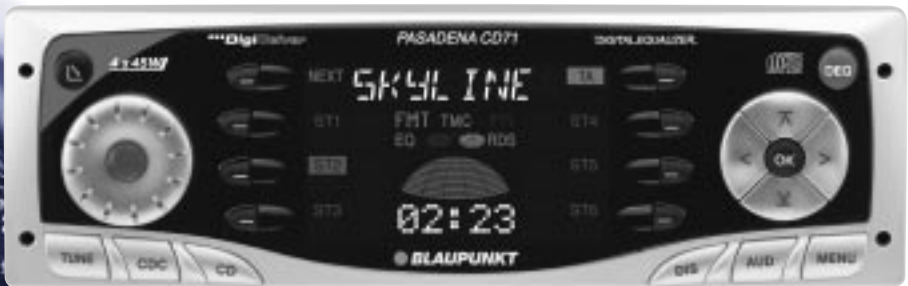 DigiCeiver PASADENA CD71 DIGITAL EQUALIZER
4 x 45W DEQ
NEXT SKYLINE TA
ST1 FMT TMC ST4
EQ RDS
ST2 ST5
ST3 02:23 ST6
BLAUPUNKT
TUNE CDC CD DIS AUD MENU
OK